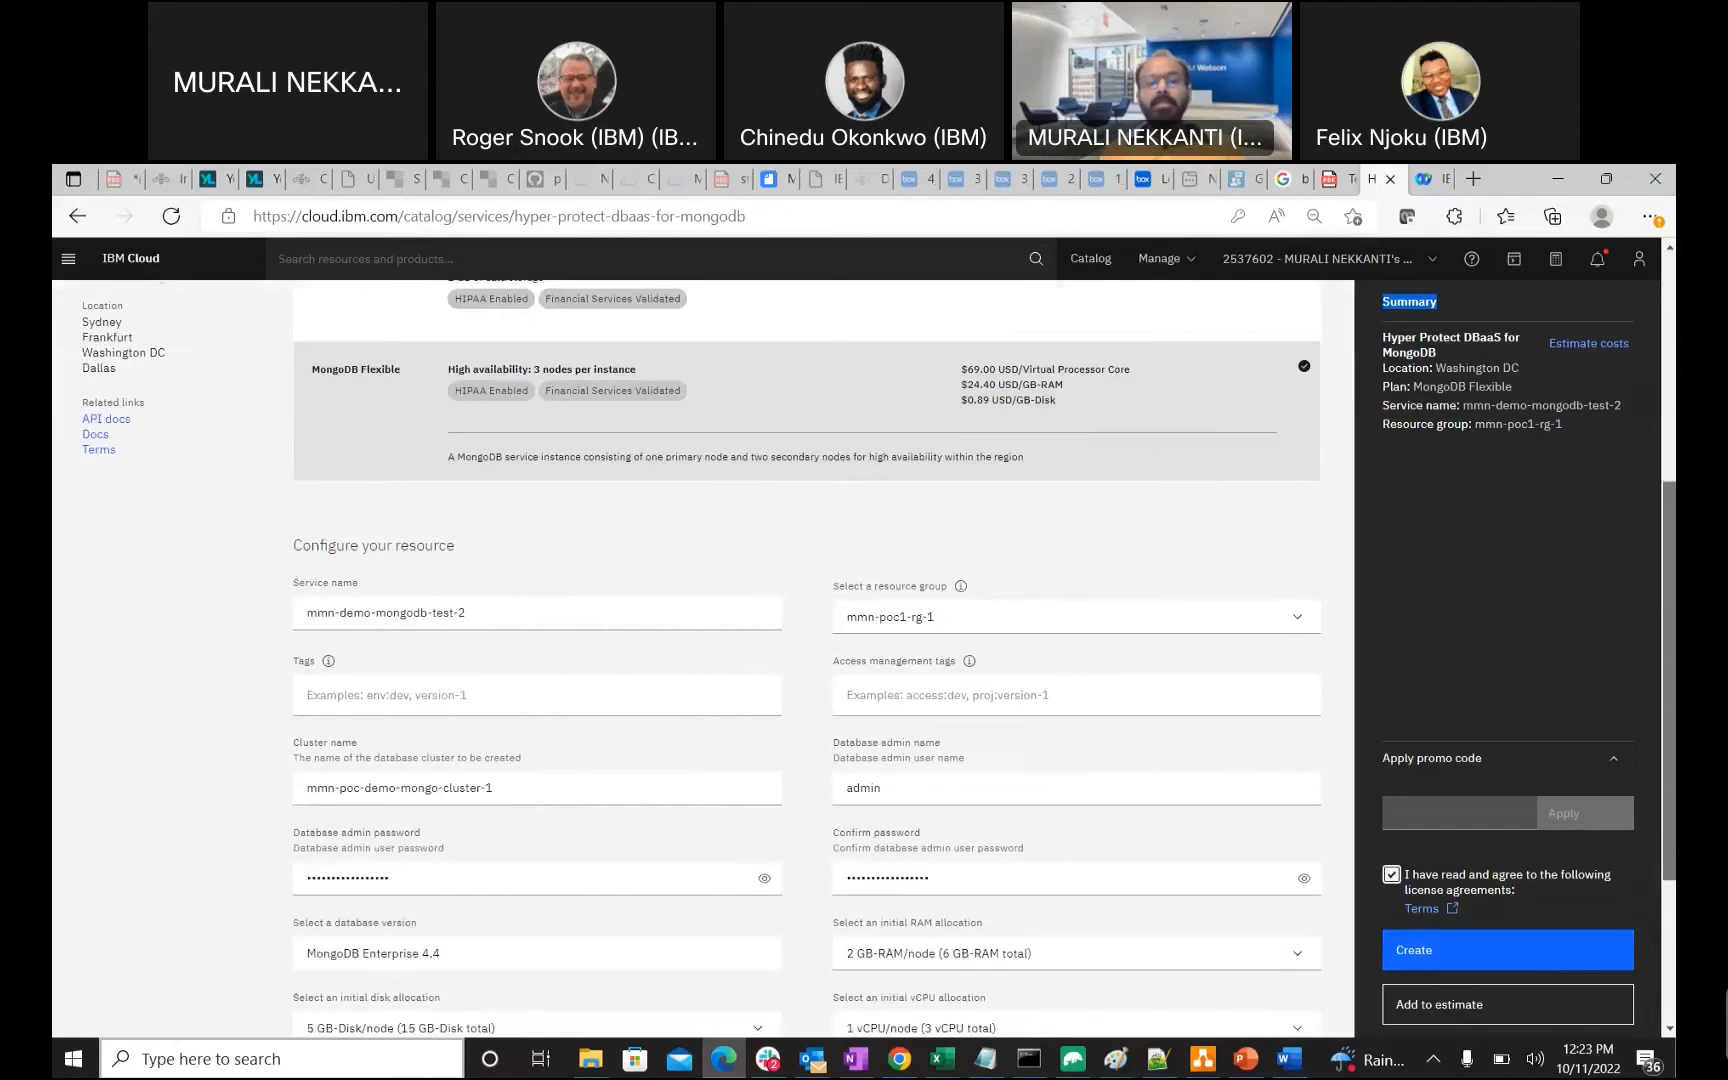 MURALI NEKKA...
Roger Snook (IBM) (IB...
Chinedu Okonkwo (IBM)
MURALI NEKKANTI (I...
Felix Njoku (IBM)
https://cloud.ibm.com/catalog/services/hyper-protect-dbaas-for-mongodb
IBM Cloud
Search resources and products...
Catalog
Manage
2537602 - MURALI NEKKANTI's ...
Location
Sydney
Frankfurt
Washington DC
Dallas
Related links
API docs
Docs
Terms
HIPAA Enabled
Financial Services Validated
MongoDB Flexible
High availability: 3 nodes per instance
HIPAA Enabled
Financial Services Validated
$69.00 USD/Virtual Processor Core
$24.40 USD/GB-RAM
$0.89 USD/GB-Disk
A MongoDB service instance consisting of one primary node and two secondary nodes for high availability within the region
Configure your resource
Service name
mmn-demo-mongodb-test-2
Select a resource group
mmn-poc1-rg-1
Tags
Examples: env:dev, version-1
Access management tags
Examples: access:dev, proj:version-1
Cluster name
The name of the database cluster to be created
mmn-poc-demo-mongo-cluster-1
Database admin name
Database admin user name
admin
Database admin password
Database admin user password
•••••••••••••••••
Confirm password
Confirm database admin user password
•••••••••••••••••
Select a database version
MongoDB Enterprise 4.4
Select an initial RAM allocation
2 GB-RAM/node (6 GB-RAM total)
Select an initial disk allocation
5 GB-Disk/node (15 GB-Disk total)
Select an initial vCPU allocation
1 vCPU/node (3 vCPU total)
Summary
Hyper Protect DBaaS for
MongoDB
Estimate costs
Location: Washington DC
Plan: MongoDB Flexible
Service name: mmn-demo-mongodb-test-2
Resource group: mmn-poc1-rg-1
Apply promo code
Apply
I have read and agree to the following
license agreements:
Terms
Create
Add to estimate
Type here to search
Rain...
12:23 PM
10/11/2022
36